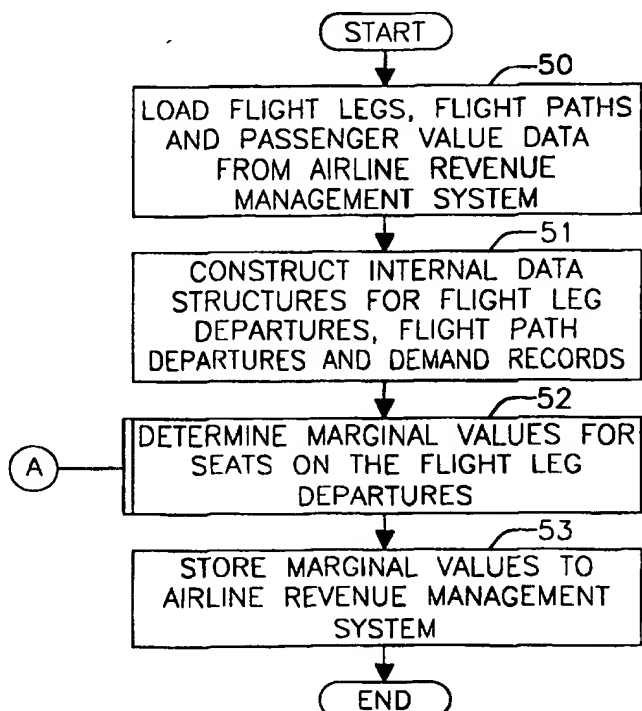 START
50
LOAD FLIGHT LEGS, FLIGHT PATHS
AND PASSENGER VALUE DATA
FROM AIRLINE REVENUE
MANAGEMENT SYSTEM
51
CONSTRUCT INTERNAL DATA
STRUCTURES FOR FLIGHT LEG
DEPARTURES, FLIGHT PATH
DEPARTURES AND DEMAND RECORDS
52
A
DETERMINE MARGINAL VALUES FOR
SEATS ON THE FLIGHT LEG
DEPARTURES
53
STORE MARGINAL VALUES TO
AIRLINE REVENUE MANAGEMENT
SYSTEM
END